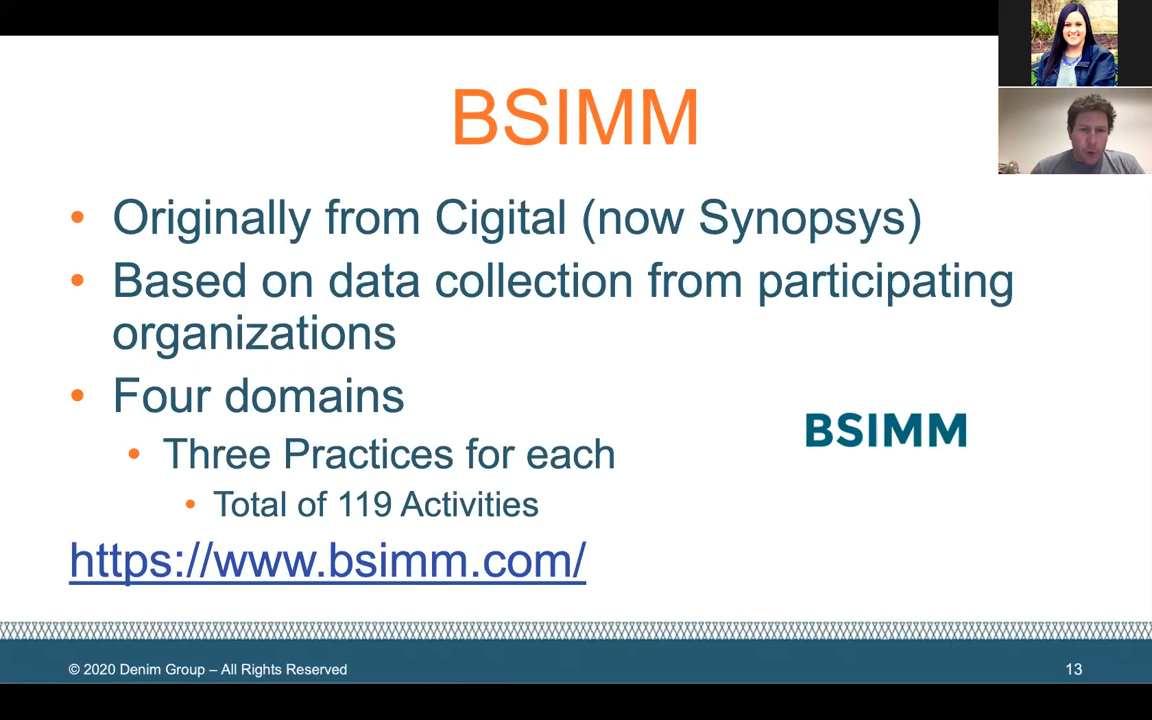 BSIMM
• Originally from Cigital (now Synopsys)
• Based on data collection from participating
organizations
• Four domains
• Three Practices for each
• Total of 119 Activities
BSIMM
https://www.bsimm.com/
© 2020 Denim Group – All Rights Reserved
13